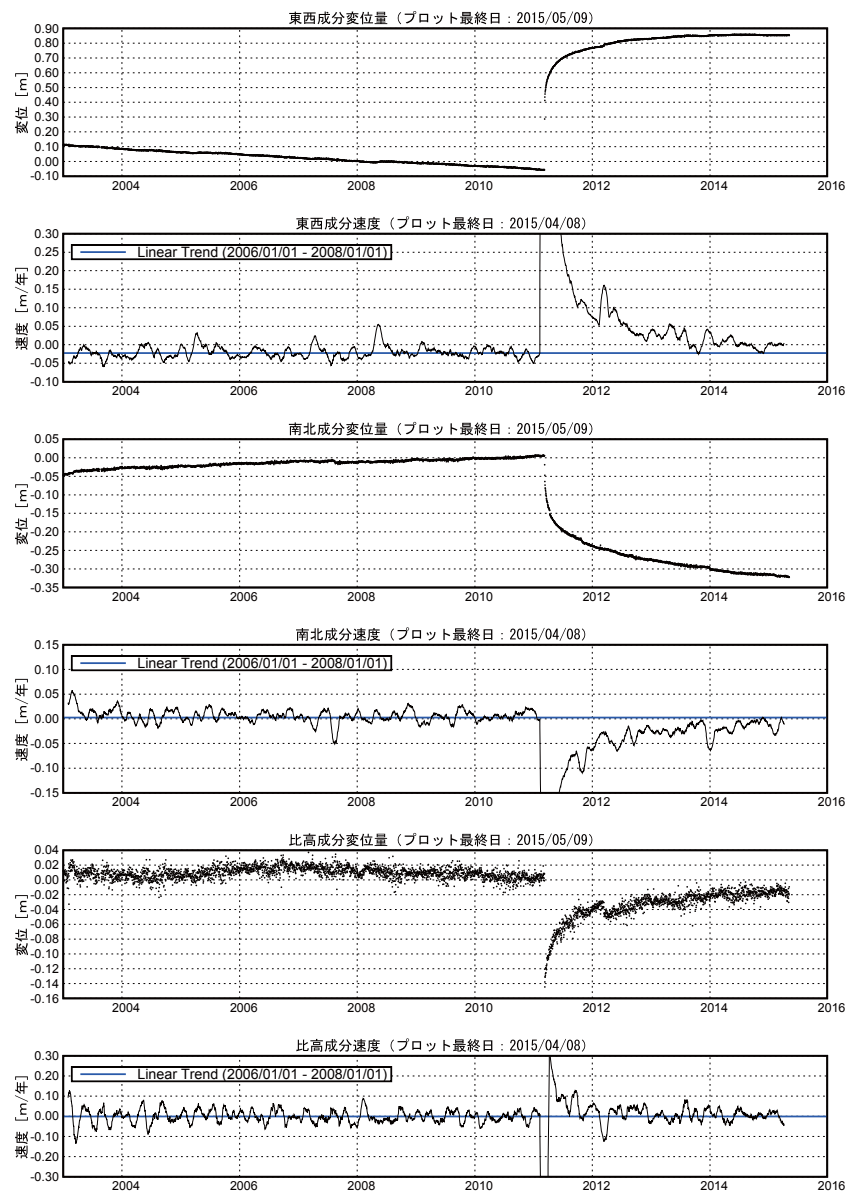 東西成分変位量（プロット最終日：2015/05/09）
変位 [m]
0.90
0.80
0.70
0.60
0.50
0.40
0.30
0.20
0.10
0.00
-0.10
2004 2006 2008 2010 2012 2014 2016
東西成分速度（プロット最終日：2015/04/08）
速度 [m/年]
0.30
0.25
0.20
0.15
0.10
0.05
0.00
-0.05
-0.10
Linear Trend (2006/01/01 - 2008/01/01)
2004 2006 2008 2010 2012 2014 2016
南北成分変位量（プロット最終日：2015/05/09）
変位 [m]
0.05
0.00
-0.05
-0.10
-0.15
-0.20
-0.25
-0.30
-0.35
2004 2006 2008 2010 2012 2014 2016
南北成分速度（プロット最終日：2015/04/08）
速度 [m/年]
0.15
0.10
0.05
0.00
-0.05
-0.10
-0.15
Linear Trend (2006/01/01 - 2008/01/01)
2004 2006 2008 2010 2012 2014 2016
比高成分変位量（プロット最終日：2015/05/09）
変位 [m]
0.04
0.02
0.00
-0.02
-0.04
-0.06
-0.08
-0.10
-0.12
-0.14
-0.16
2004 2006 2008 2010 2012 2014 2016
比高成分速度（プロット最終日：2015/04/08）
速度 [m/年]
0.30
0.20
0.10
0.00
-0.10
-0.20
-0.30
Linear Trend (2006/01/01 - 2008/01/01)
2004 2006 2008 2010 2012 2014 2016